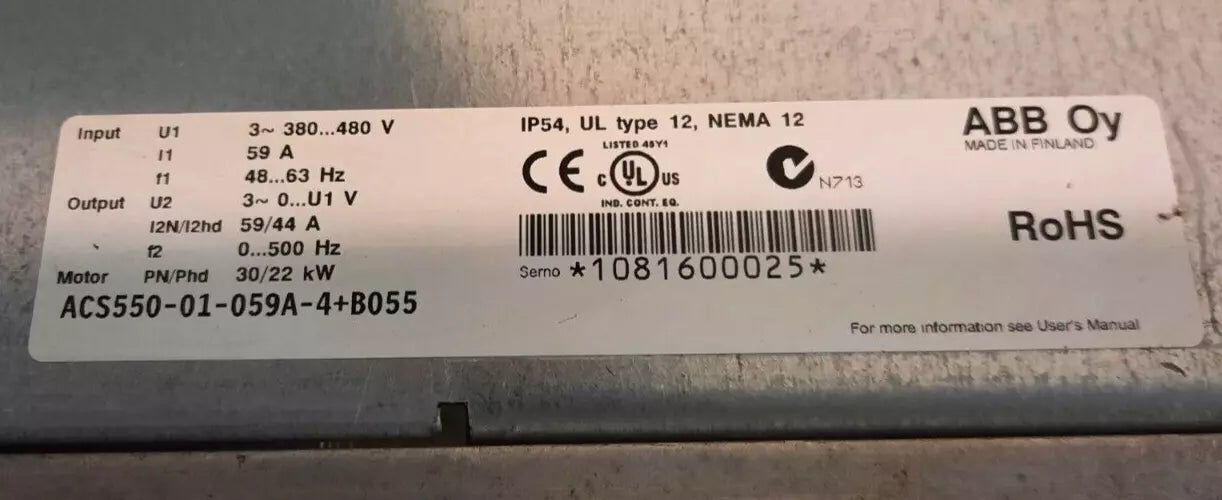 Input U1 3~ 380...480 V
I1 59 A
f1 48...63 Hz
Output U2 3~ 0...U1 V
I2N/I2hd 59/44 A
f2 0...500 Hz
Motor PN/Phd 30/22 kW
ACS550-01-059A-4+B055
IP54, UL type 12, NEMA 12
LISTED 45Y1
CE C UL US N713
IND. CONT. EQ.
Serno *1081600025*
ABB Oy
MADE IN FINLAND
RoHS
For more information see User's Manual